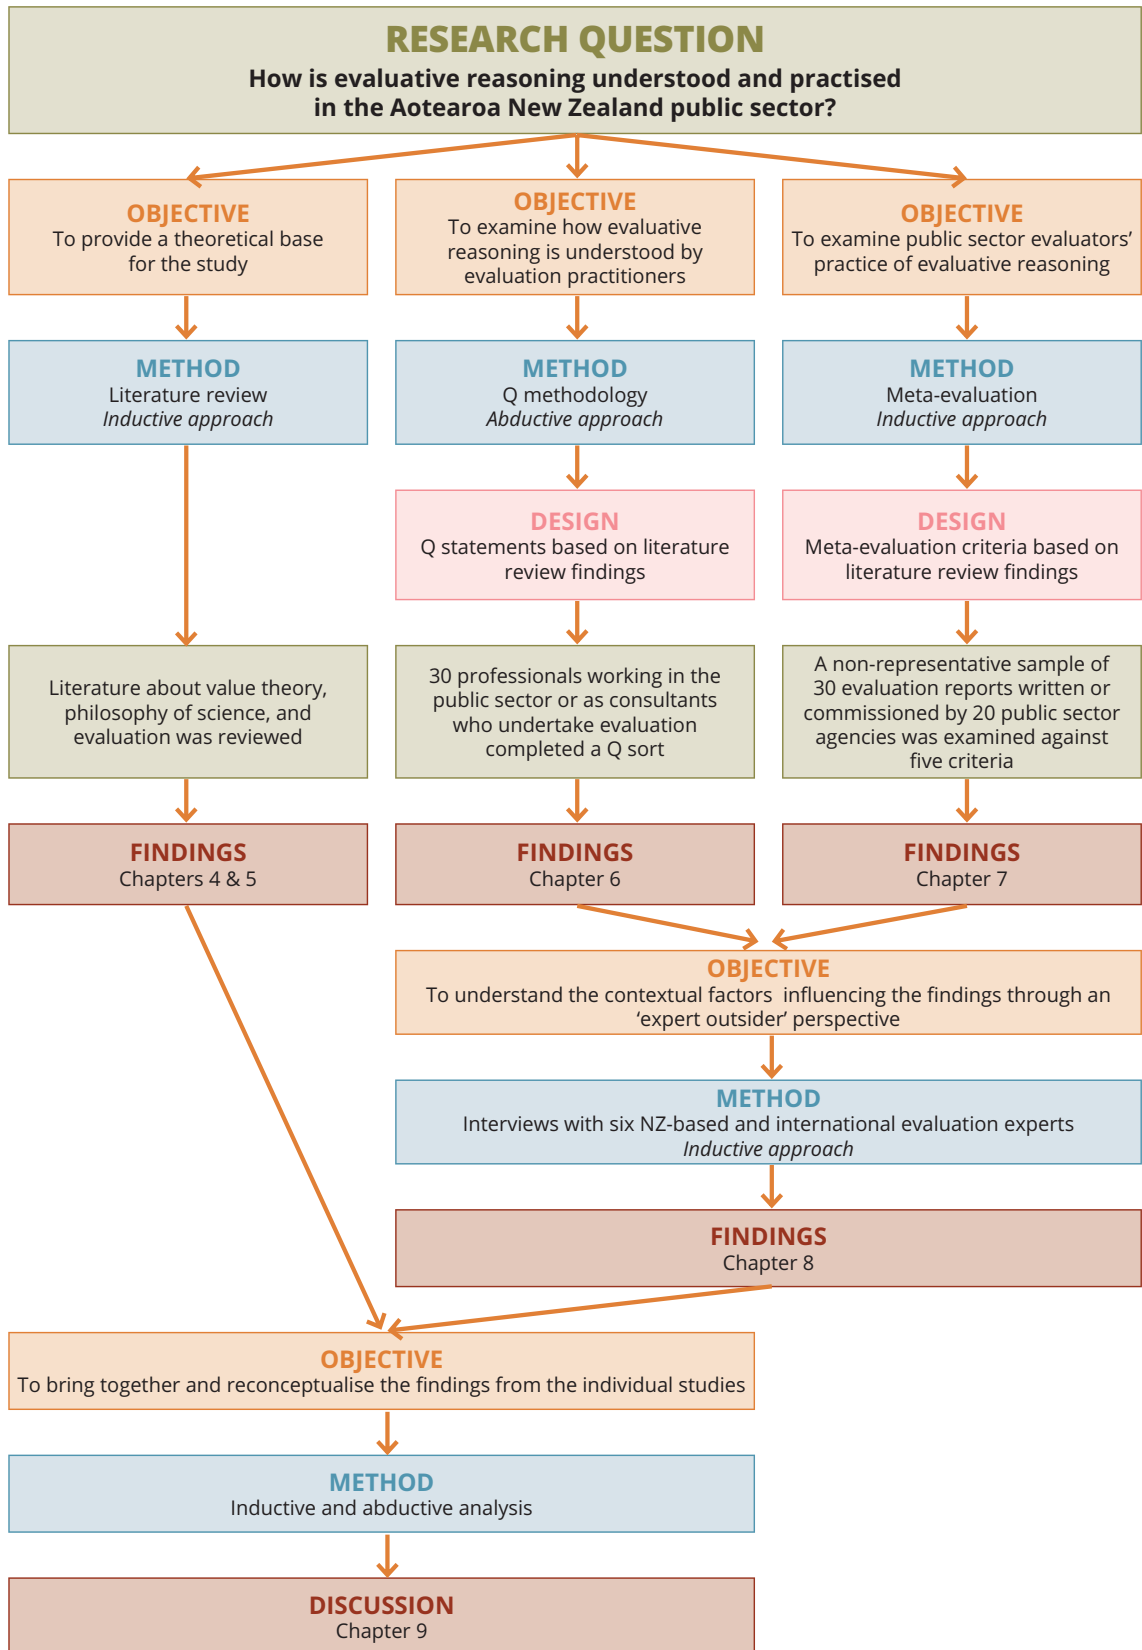 RESEARCH QUESTION
How is evaluative reasoning understood and practised
in the Aotearoa New Zealand public sector?
OBJECTIVE
To provide a theoretical base
for the study
OBJECTIVE
To examine how evaluative
reasoning is understood by
evaluation practitioners
OBJECTIVE
To examine public sector evaluators’
practice of evaluative reasoning
METHOD
Literature review
Inductive approach
METHOD
Q methodology
Abductive approach
METHOD
Meta-evaluation
Inductive approach
DESIGN
Q statements based on literature
review findings
DESIGN
Meta-evaluation criteria based on
literature review findings
Literature about value theory,
philosophy of science, and
evaluation was reviewed
30 professionals working in the
public sector or as consultants
who undertake evaluation
completed a Q sort
A non-representative sample of
30 evaluation reports written or
commissioned by 20 public sector
agencies was examined against
five criteria
FINDINGS
Chapters 4 & 5
FINDINGS
Chapter 6
FINDINGS
Chapter 7
OBJECTIVE
To understand the contextual factors influencing the findings through an
‘expert outsider’ perspective
METHOD
Interviews with six NZ-based and international evaluation experts
Inductive approach
FINDINGS
Chapter 8
OBJECTIVE
To bring together and reconceptualise the findings from the individual studies
METHOD
Inductive and abductive analysis
DISCUSSION
Chapter 9